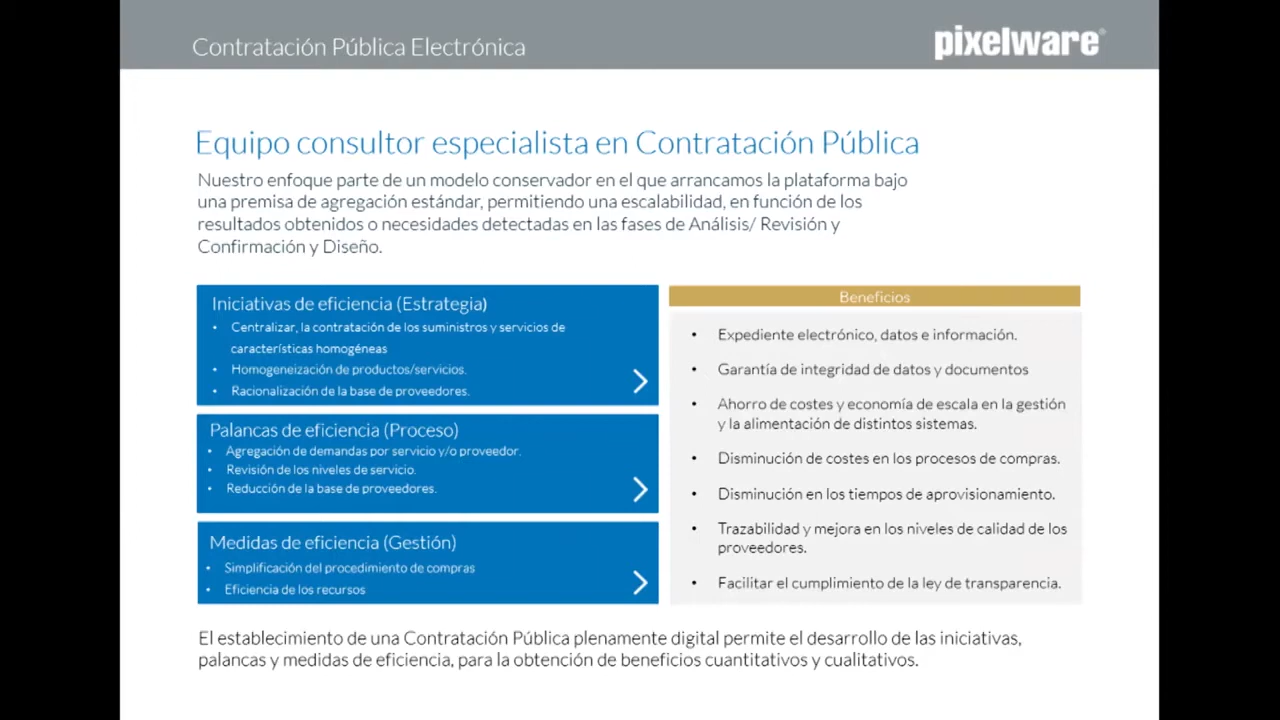 Contratación Pública Electrónica
pixelware®
Equipo consultor especialista en Contratación Pública
Nuestro enfoque parte de un modelo conservador en el que arrancamos la plataforma bajo
una premisa de agregación estándar, permitiendo una escalabilidad, en función de los
resultados obtenidos o necesidades detectadas en las fases de Análisis/ Revisión y
Confirmación y Diseño.
Iniciativas de eficiencia (Estrategia)
• Centralizar, la contratación de los suministros y servicios de
características homogéneas
• Homogeneización de productos/servicios.
• Racionalización de la base de proveedores.
Palancas de eficiencia (Proceso)
• Agregación de demandas por servicio y/o proveedor.
• Revisión de los niveles de servicio.
• Reducción de la base de proveedores.
Medidas de eficiencia (Gestión)
• Simplificación del procedimiento de compras
• Eficiencia de los recursos
Beneficios
• Expediente electrónico, datos e información.
• Garantía de integridad de datos y documentos
• Ahorro de costes y economía de escala en la gestión
y la alimentación de distintos sistemas.
• Disminución de costes en los procesos de compras.
• Disminución en los tiempos de aprovisionamiento.
• Trazabilidad y mejora en los niveles de calidad de los
proveedores.
• Facilitar el cumplimiento de la ley de transparencia.
El establecimiento de una Contratación Pública plenamente digital permite el desarrollo de las iniciativas,
palancas y medidas de eficiencia, para la obtención de beneficios cuantitativos y cualitativos.